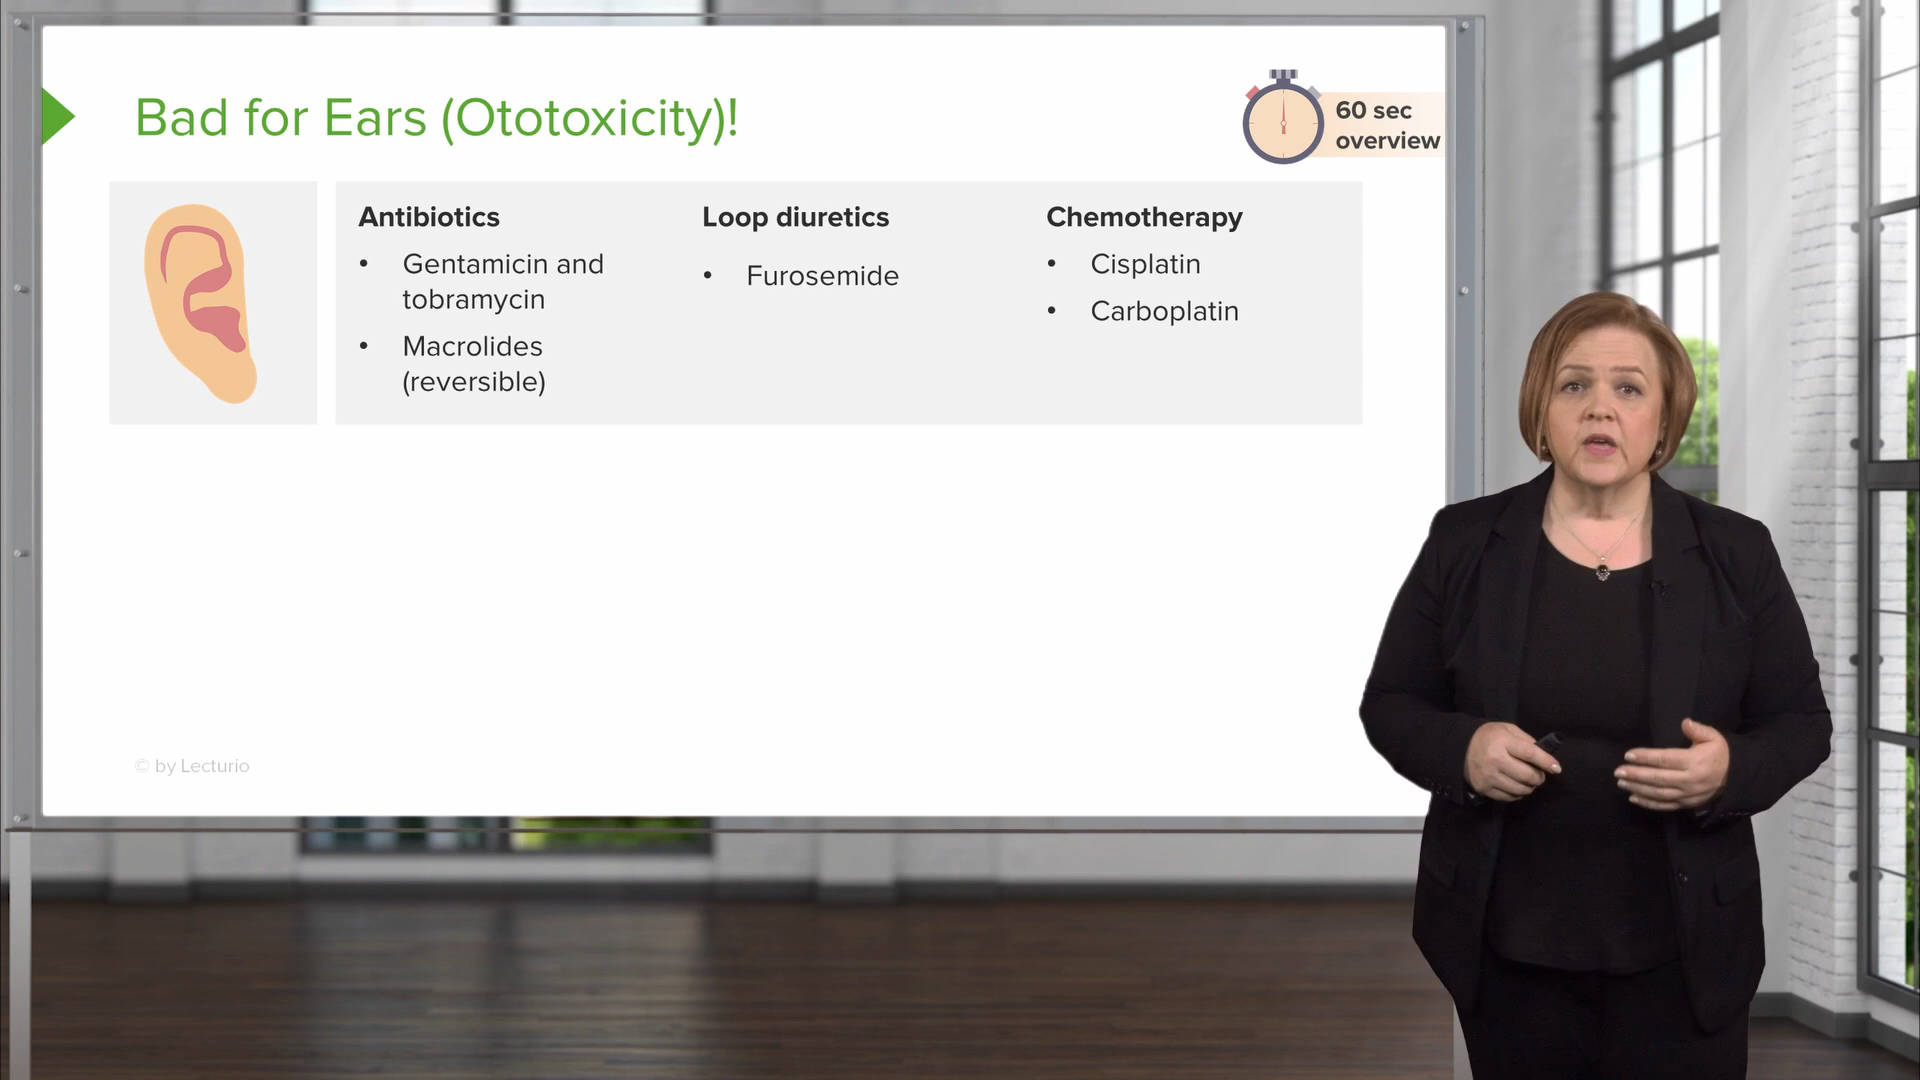 Bad for Ears (Ototoxicity)!
60 sec
overview
Antibiotics
• Gentamicin and
tobramycin
• Macrolides
(reversible)
Loop diuretics
• Furosemide
Chemotherapy
• Cisplatin
• Carboplatin
© by Lecturio